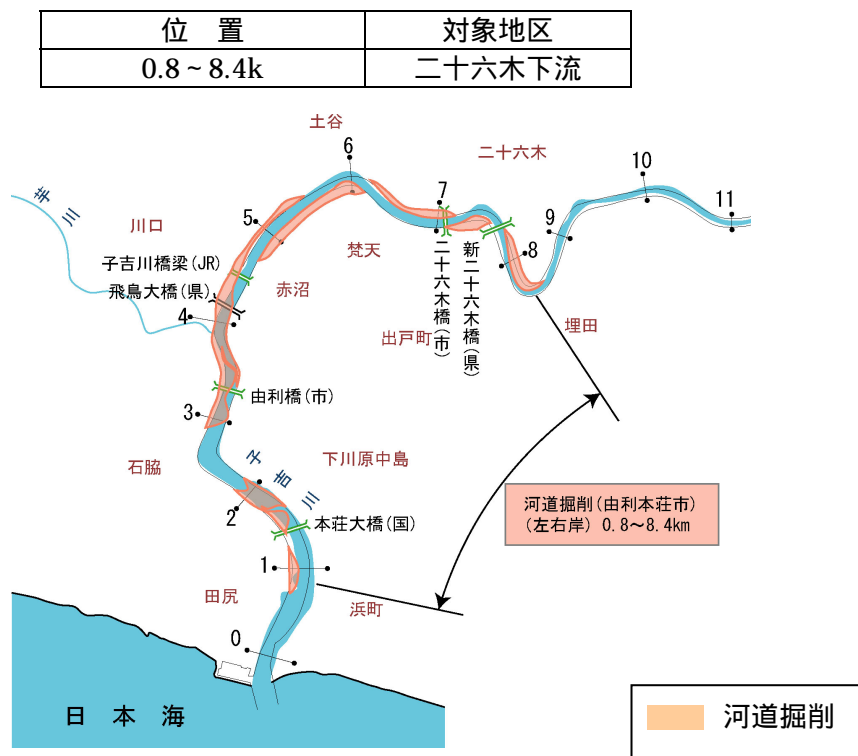 位 置 対象地区
0.8~8.4k 二十六木下流
土谷
6
二十六木
10
7
11
芋川
川口
5
9
梵天
8
子吉川橋梁(JR)
飛鳥大橋(県)
赤沼
二十六木橋(市)
新二十六木橋(県)
4
出戸町
埋田
由利橋(市)
3
石脇
子吉川
下川原中島
河道掘削(由利本荘市)
(左右岸) 0.8~8.4km
2
本荘大橋(国)
1
田尻
浜町
0
日 本 海
河道掘削